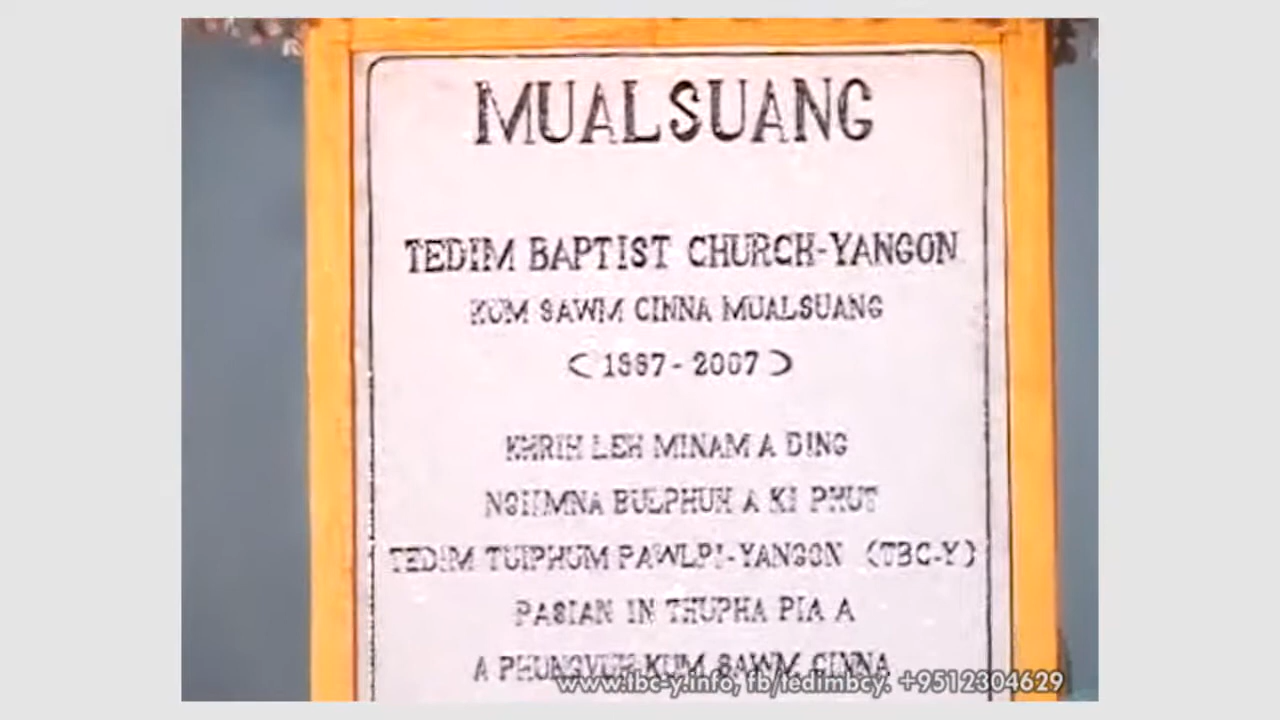 MUALSUANG
TEDIM BAPTIST CHURCH-YANGON
KUM SAWM CINNA MUALSUANG
(1997-2007)
KHRIH LEH MINAM A DING
NGIIMNA BULPHUH A KI PHUT
TEDIM TUIPHUM PAWLPI-YANGON (TBC-Y)
PASIAN IN THUPHA PIA A
A PHUNGVUH KUM SAWM CINNA
www.tbc-y.info, fb/tedimbcy. +9512304629